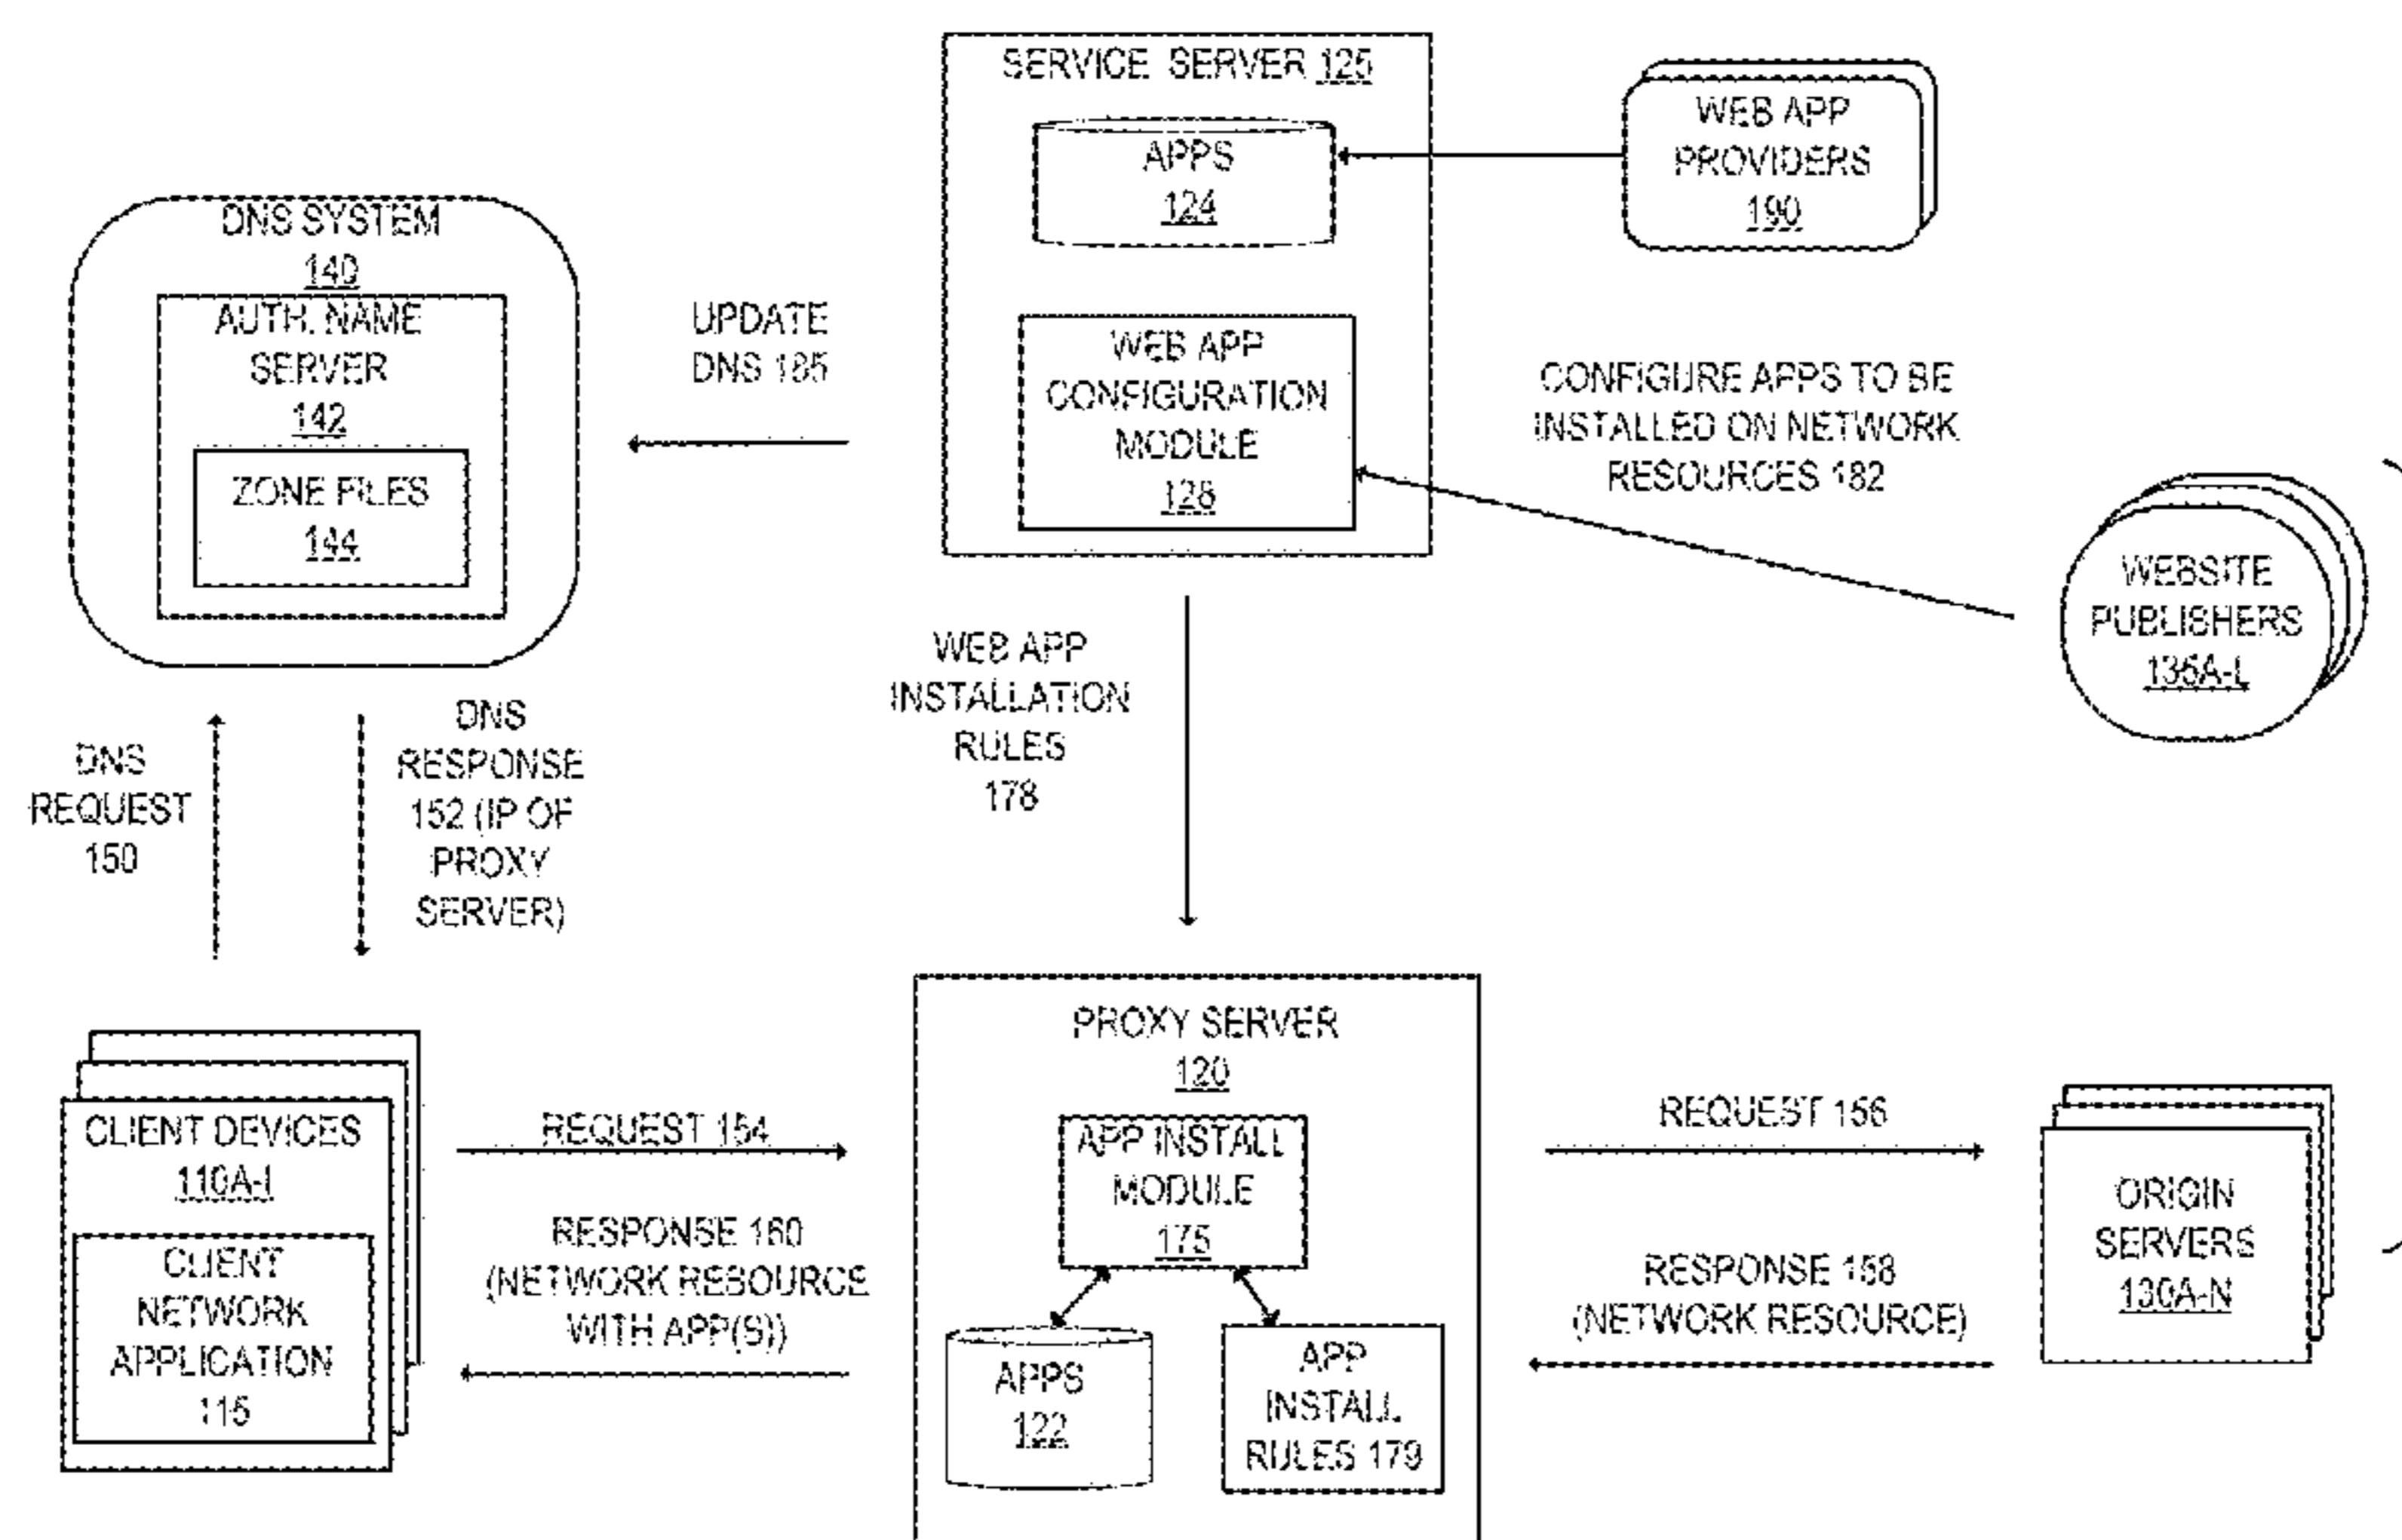 SERVICE SERVER 125
APPS
124
WEB APP
PROVIDERS
190
DNS SYSTEM
140
AUTH. NAME
SERVER
142
ZONE FILES
144
UPDATE
DNS 185
WEB APP
CONFIGURATION
MODULE
128
CONFIGURE APPS TO BE
INSTALLED ON NETWORK
RESOURCES 182
WEBSITE
PUBLISHERS
135A-L
DNS
REQUEST
150
DNS
RESPONSE
152 (IP OF
PROXY
SERVER)
WEB APP
INSTALLATION
RULES
178
CLIENT DEVICES
110A-I
CLIENT
NETWORK
APPLICATION
115
REQUEST 154
RESPONSE 160
(NETWORK RESOURCE
WITH APP(S))
PROXY SERVER
120
APP INSTALL
MODULE
175
APPS
122
APP
INSTALL
RULES 179
REQUEST 156
RESPONSE 158
(NETWORK RESOURCE)
ORIGIN
SERVERS
130A-N